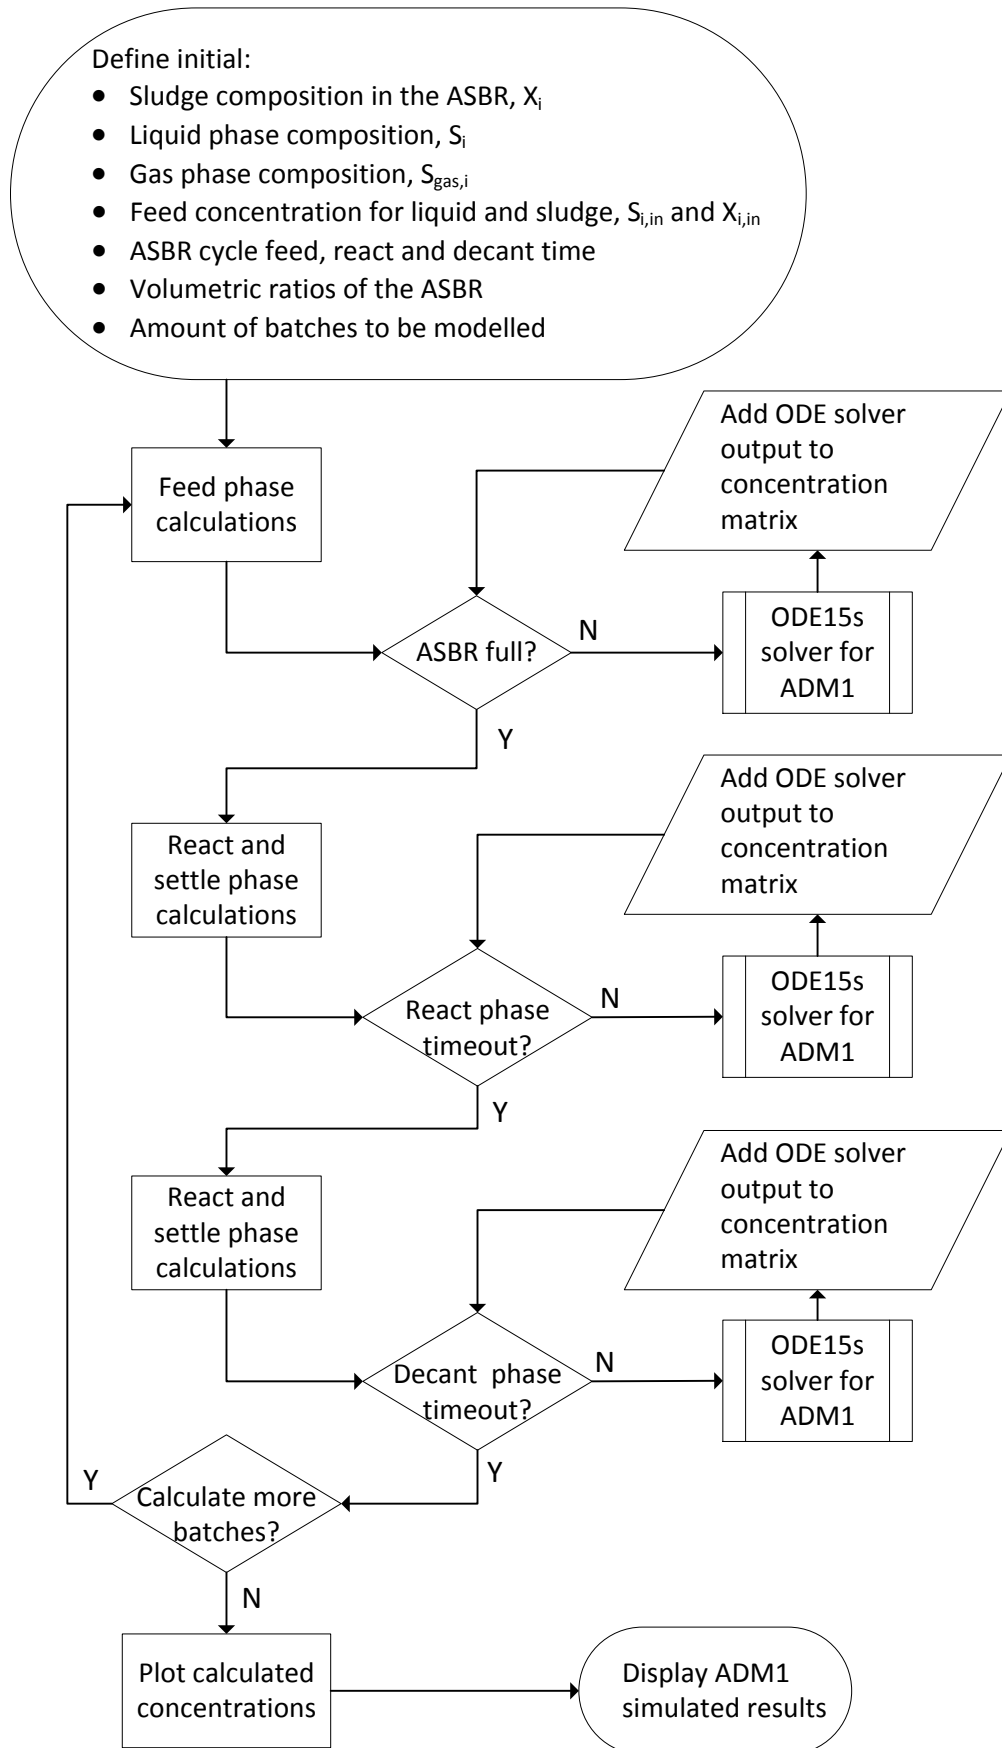 Define initial:
• Sludge composition in the ASBR, Xi
• Liquid phase composition, Si
• Gas phase composition, Sgas,i
• Feed concentration for liquid and sludge, Si,in and Xi,in
• ASBR cycle feed, react and decant time
• Volumetric ratios of the ASBR
• Amount of batches to be modelled
Feed phase
calculations
Add ODE solver
output to
concentration
matrix
ASBR full?
N
ODE15s
solver for
ADM1
Y
React and
settle phase
calculations
Add ODE solver
output to
concentration
matrix
React phase
timeout?
N
ODE15s
solver for
ADM1
Y
React and
settle phase
calculations
Add ODE solver
output to
concentration
matrix
Decant phase
timeout?
N
ODE15s
solver for
ADM1
Y
Calculate more
batches?
Y
N
Plot calculated
concentrations
Display ADM1
simulated results